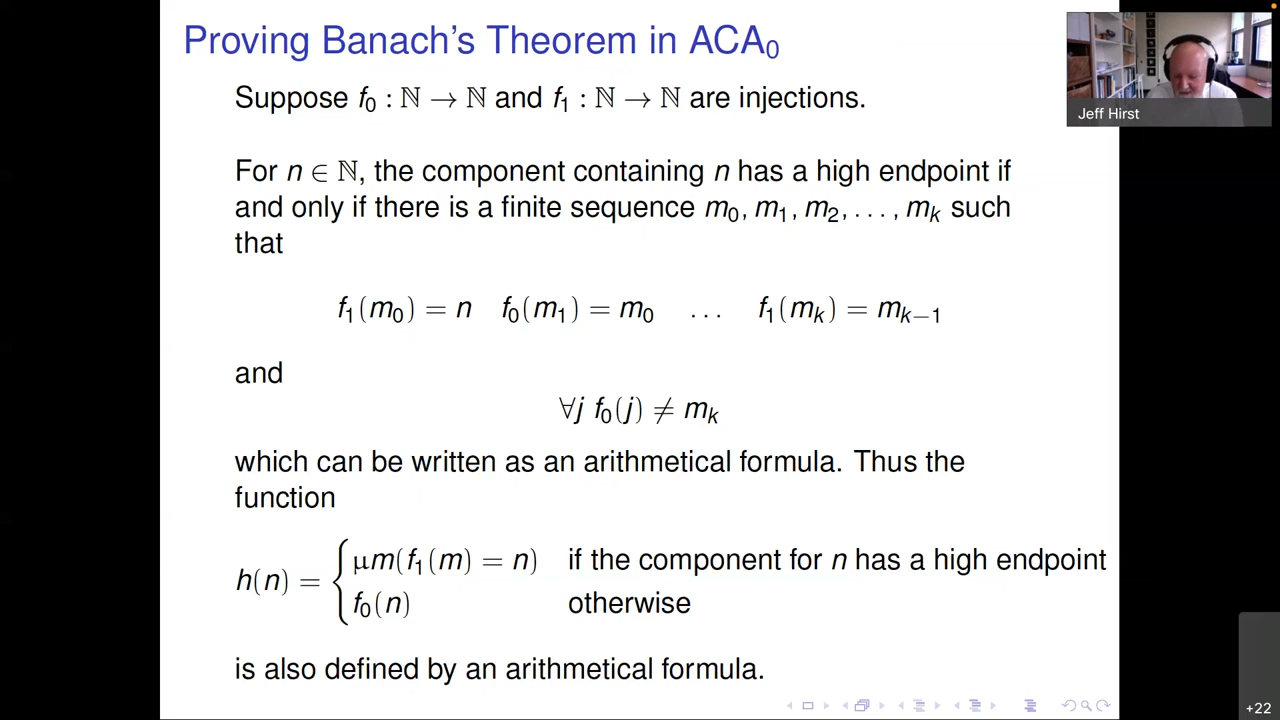 Proving Banach's Theorem in ACA₀
Suppose f₀ : ℕ → ℕ and f₁ : ℕ → ℕ are injections.
For n ∈ ℕ, the component containing n has a high endpoint if
and only if there is a finite sequence m₀, m₁, m₂, . . . , mₖ such
that
f₁(m₀) = n f₀(m₁) = m₀ . . . f₁(mₖ) = mₖ₋₁
and
∀j f₀(j) ≠ mₖ
which can be written as an arithmetical formula. Thus the
function
h(n) = { μm(f₁(m) = n) if the component for n has a high endpoint
f₀(n) otherwise
is also defined by an arithmetical formula.
Jeff Hirst
+22